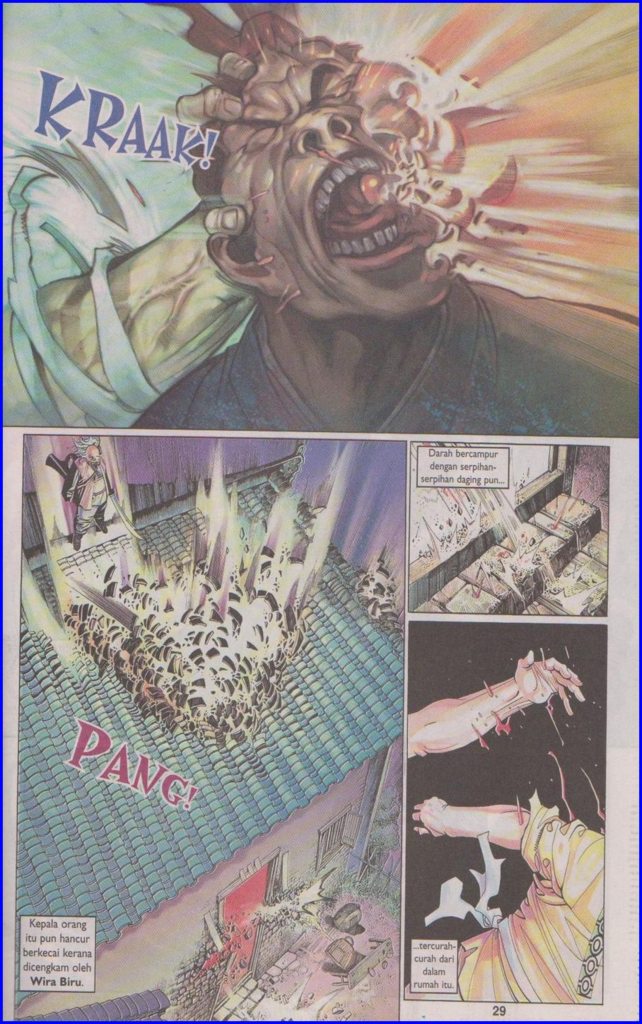 KRAAK!
Darah bercampur
dengan serpihan-
serpihan daging pun...
PANG!
Kepala orang
itu pun hancur
berkecai kerana
dicengkam oleh
Wira Biru.
...tercurah-
curah dari
dalam
rumah itu.
29